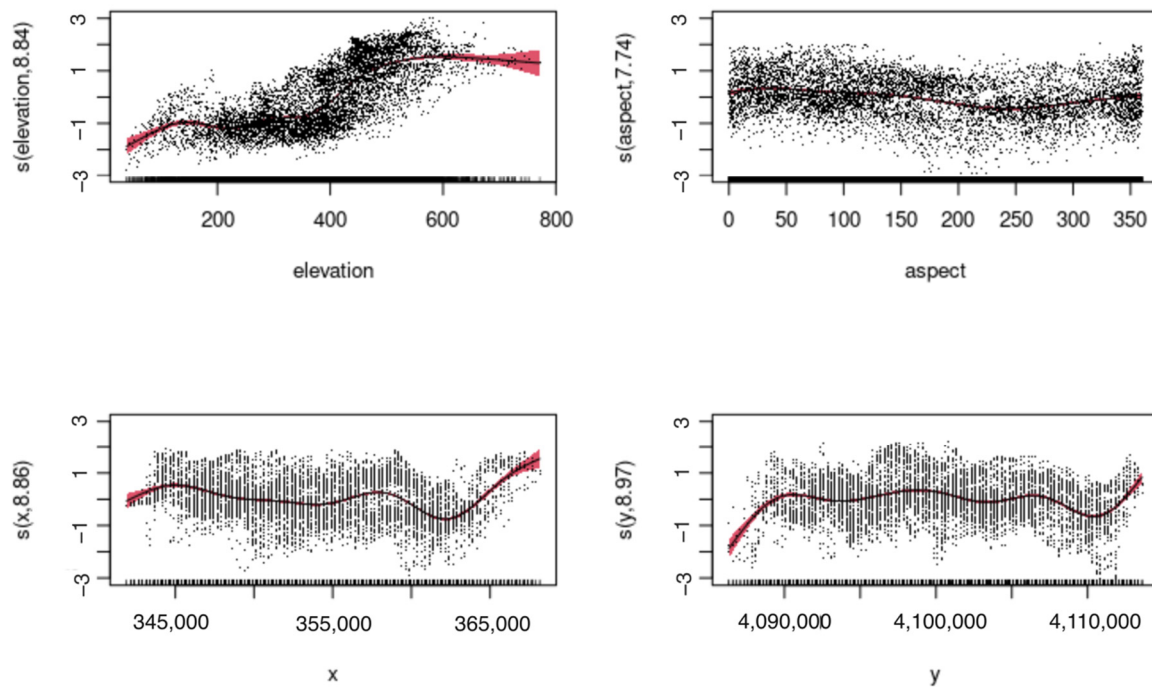 s(elevation,8.84)
3
1
−1
−3
200 400 600 800
elevation
s(aspect,7.74)
3
1
−1
−3
0 50 100 150 200 250 300 350
aspect
s(x,8.86)
3
1
−1
−3
345,000 355,000 365,000
x
s(y,8.97)
3
1
−1
−3
4,090,000 4,100,000 4,110,000
y